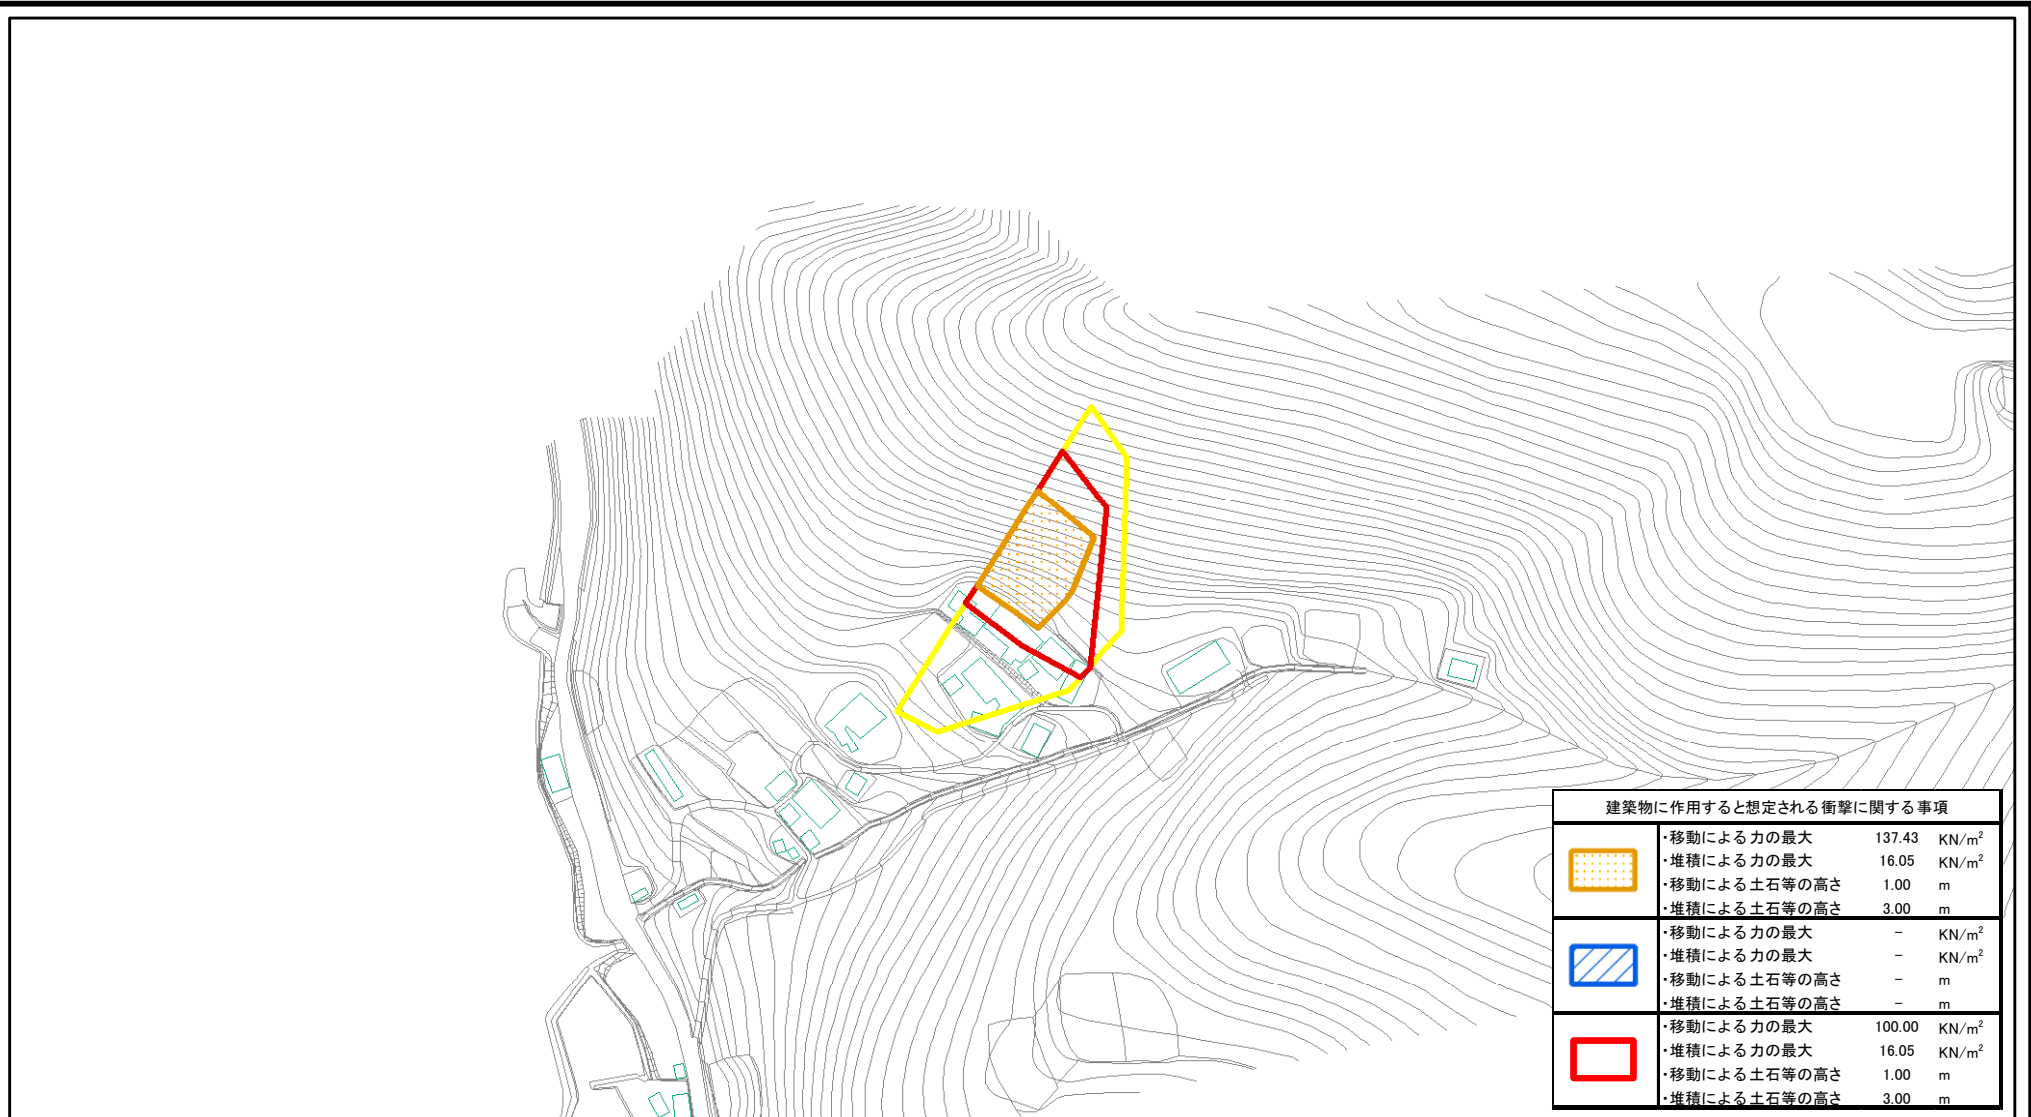 建築物に作用すると想定される衝撃に関する事項
・移動による力の最大 137.43 KN/m²
・堆積による力の最大 16.05 KN/m²
・移動による土石等の高さ 1.00 m
・堆積による土石等の高さ 3.00 m
・移動による力の最大 － KN/m²
・堆積による力の最大 － KN/m²
・移動による土石等の高さ － m
・堆積による土石等の高さ － m
・移動による力の最大 100.00 KN/m²
・堆積による力の最大 16.05 KN/m²
・移動による土石等の高さ 1.00 m
・堆積による土石等の高さ 3.00 m